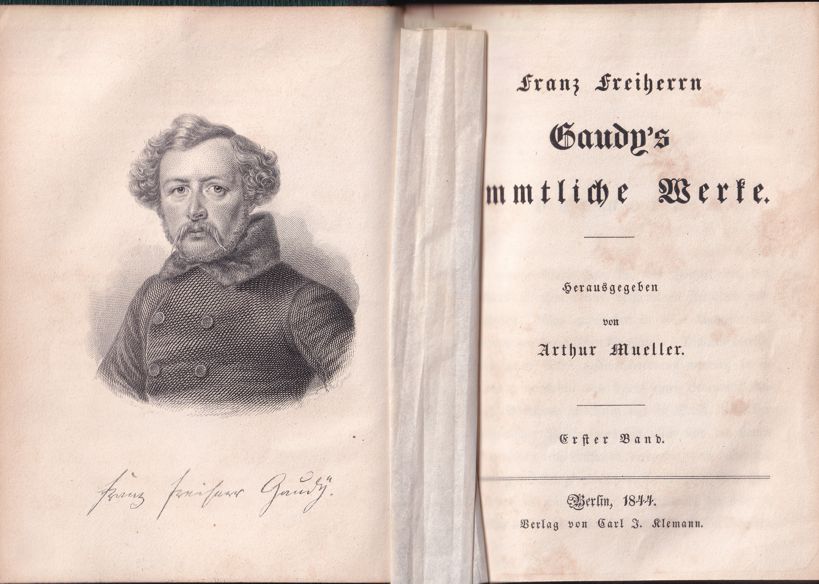 Franz Freiherr Gaudÿ.
Franz Freiherrn
Gaudy's
mmtliche Werke.
Herausgegeben
von
Arthur Mueller.
Erster Band.
Berlin, 1844.
Verlag von Carl J. Klemann.